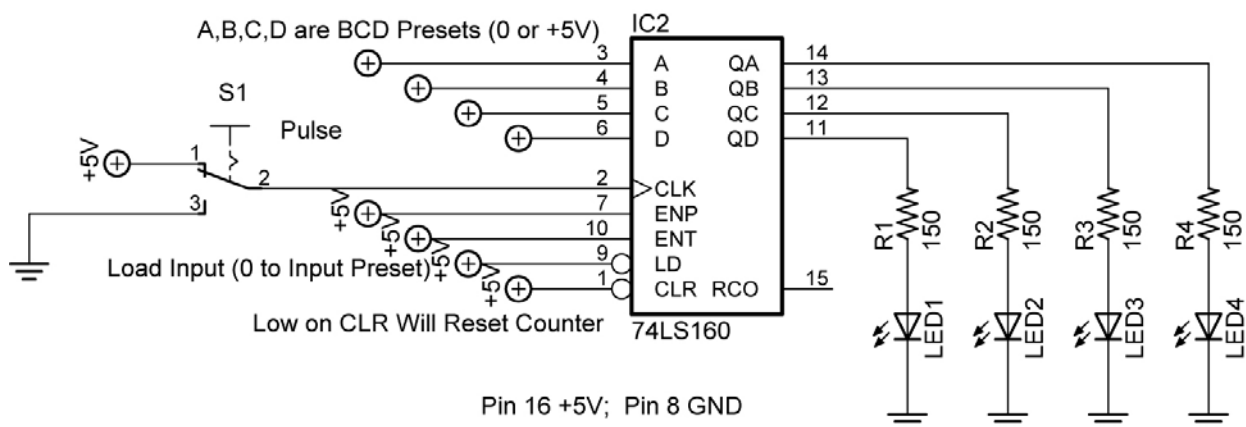 A,B,C,D are BCD Presets (0 or +5V)
IC2
3
A
QA
14
4
B
QB
13
5
C
QC
12
6
D
QD
11
S1
Pulse
+5V
1
2
3
2
CLK
+5V
7
ENP
+5V
10
ENT
Load Input (0 to Input Preset)
+5V
9
LD
+5V
1
CLR
RCO
15
Low on CLR Will Reset Counter
74LS160
R1
150
R2
150
R3
150
R4
150
LED1
LED2
LED3
LED4
Pin 16 +5V; Pin 8 GND